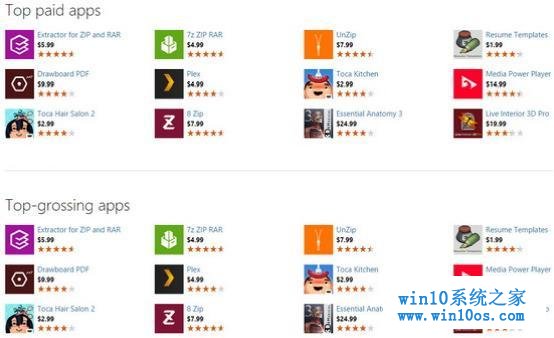 Top paid apps
Extractor for ZIP and RAR
$5.99
7z ZIP RAR
$4.99
UnZip
$7.99
Resume Templates
$1.99
Drawboard PDF
$9.99
Plex
$4.99
Toca Kitchen
$2.99
Media Power Player
$14.99
Toca Hair Salon 2
$2.99
8 Zip
$7.99
Essential Anatomy 3
$24.99
Live Interior 3D Pro
$19.99
Top-grossing apps
Extractor for ZIP and RAR
$5.99
7z ZIP RAR
$4.99
UnZip
$7.99
Resume Templates
$1.99
Drawboard PDF
$9.99
Plex
$4.99
Toca Kitchen
$2.99
Media Power Player
Toca Hair Salon 2
$2.99
8 Zip
$7.99
Essential Anat
$24.99
win10系统之家
www.win10os.com